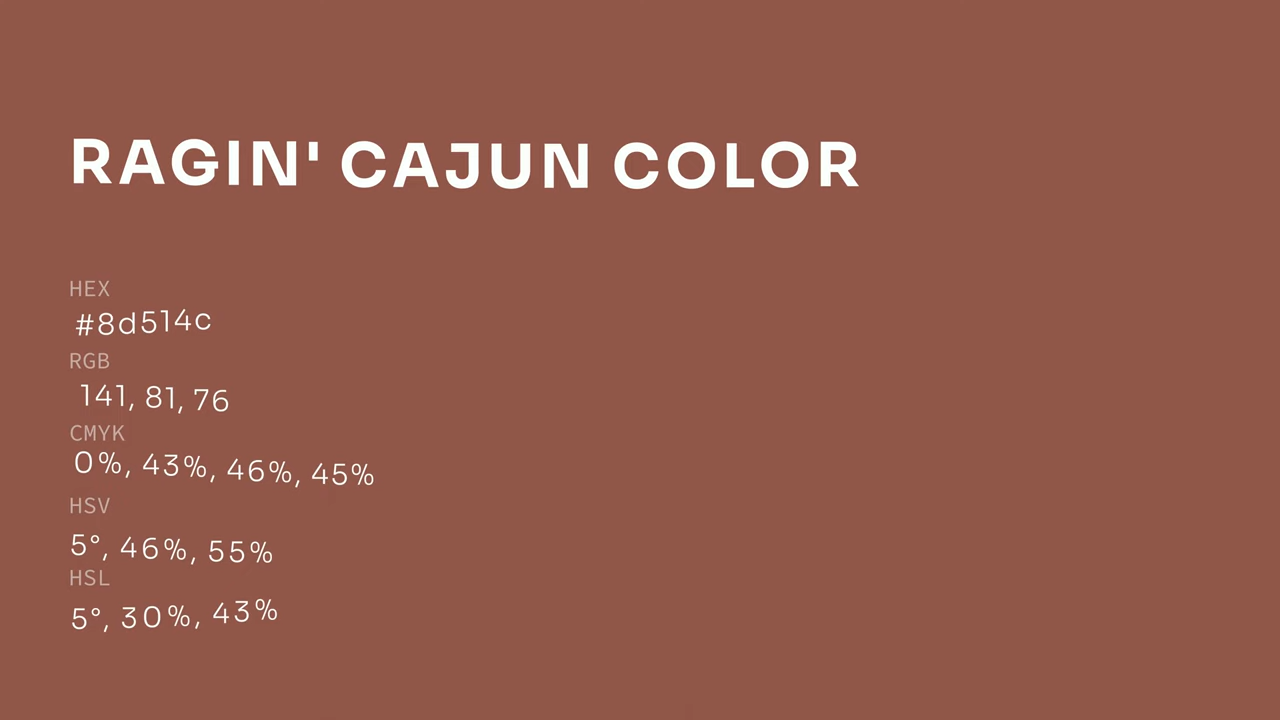 RAGIN' CAJUN COLOR
HEX
#8d514c
RGB
141, 81, 76
CMYK
0%, 43%, 46%, 45%
HSV
5°, 46%, 55%
HSL
5°, 30%, 43%